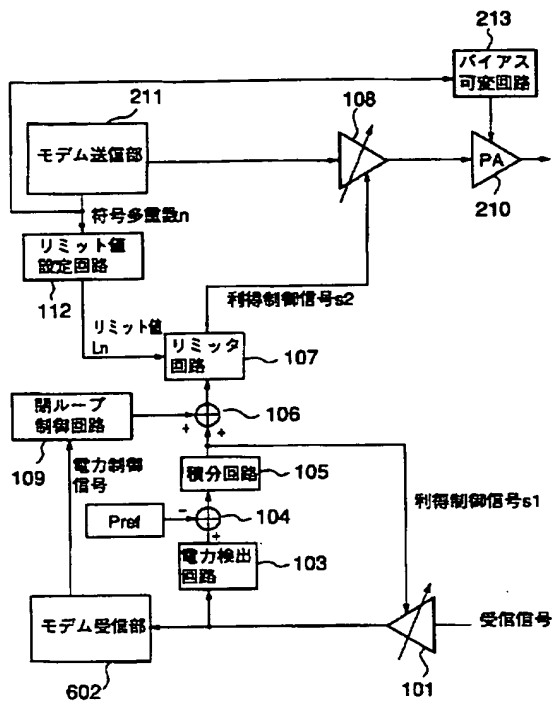 213
バイアス
可変回路
211
モデム送信部
108
PA
210
符号多重数n
リミット値
設定回路
112
リミット値
Ln
利得制御信号s2
リミッタ
回路
107
閉ループ
制御回路
109
106
+
+
電力制御
信号
積分回路
105
利得制御信号s1
Pref
-
104
+
電力検出
回路
103
モデム受信部
602
101
受信信号